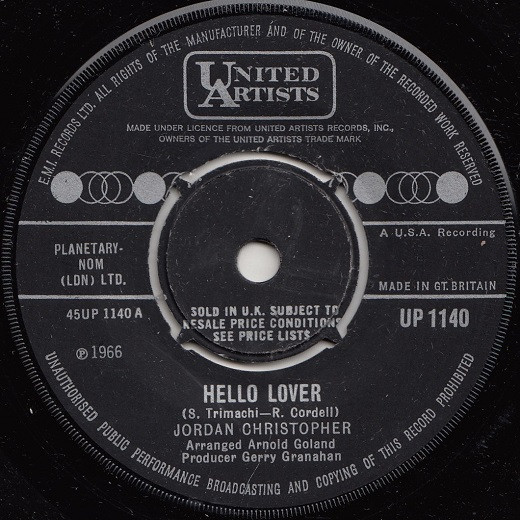 E.M.I. RECORDS LTD. ALL RIGHTS OF THE MANUFACTURER AND OF THE OWNER OF THE RECORDED WORK RESERVED
UNITED
ARTISTS
MADE UNDER LICENCE FROM UNITED ARTISTS RECORDS, INC.,
OWNERS OF THE UNITED ARTISTS TRADE MARK
PLANETARY-
NOM
(LDN) LTD.
A U.S.A. Recording
MADE IN GT. BRITAIN
45UP 1140 A
UP 1140
℗ 1966
SOLD IN U.K. SUBJECT TO
RESALE PRICE CONDITIONS
SEE PRICE LISTS
HELLO LOVER
(S. Trimachi—R. Cordell)
JORDAN CHRISTOPHER
Arranged Arnold Goland
Producer Gerry Granahan
UNAUTHORISED PUBLIC PERFORMANCE BROADCASTING AND COPYING OF THIS RECORD PROHIBITED